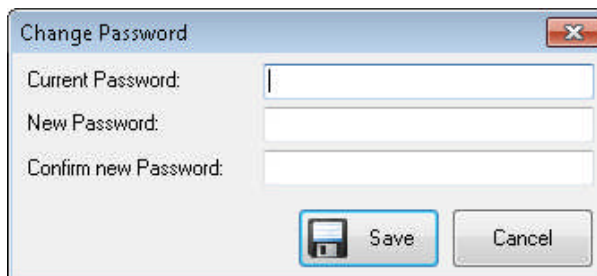 Change Password
Current Password:
New Password:
Confirm new Password:
Save Cancel